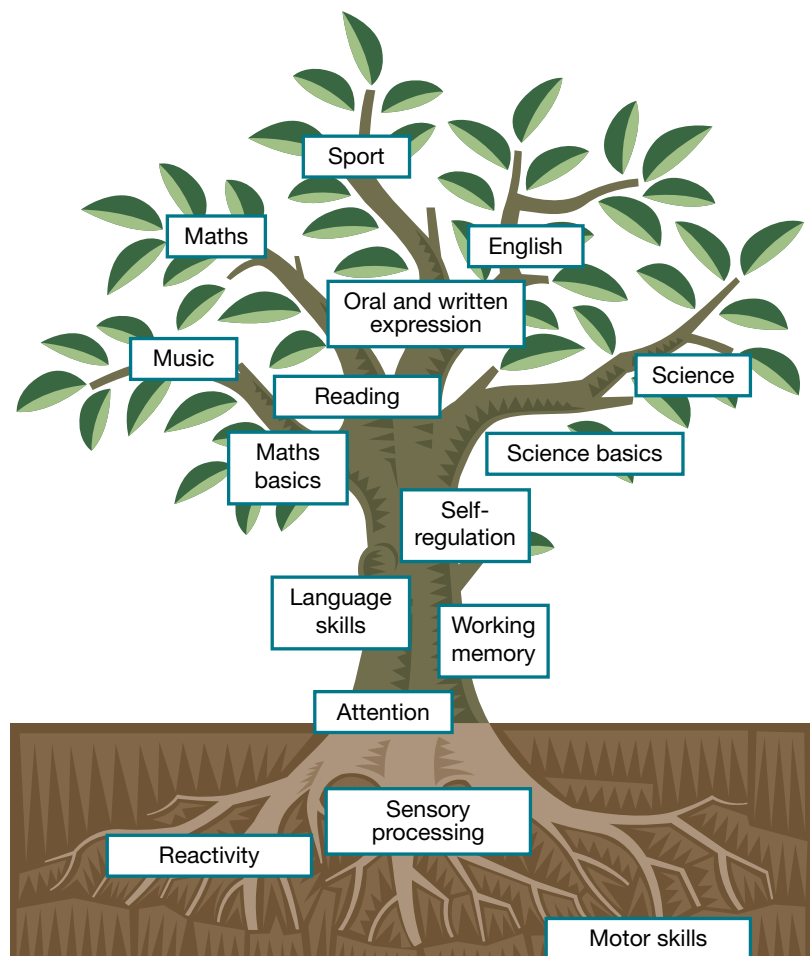 Sport
Maths
English
Oral and written
expression
Music
Reading
Science
Maths
basics
Science basics
Self-
regulation
Language
skills
Working
memory
Attention
Sensory
processing
Reactivity
Motor skills